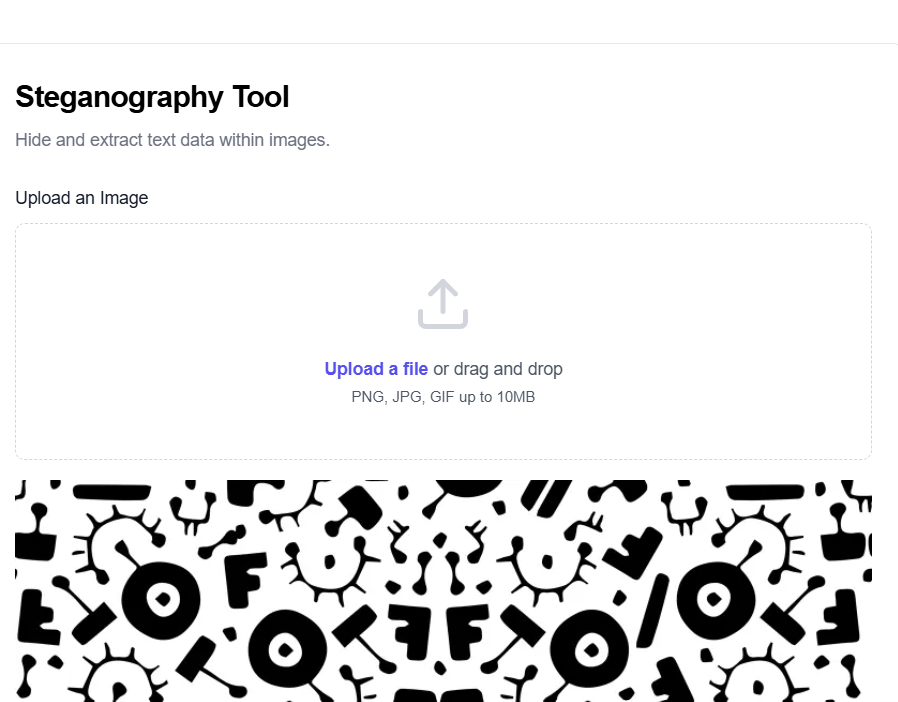 Steganography Tool
Hide and extract text data within images.
Upload an Image
Upload a file or drag and drop
PNG, JPG, GIF up to 10MB